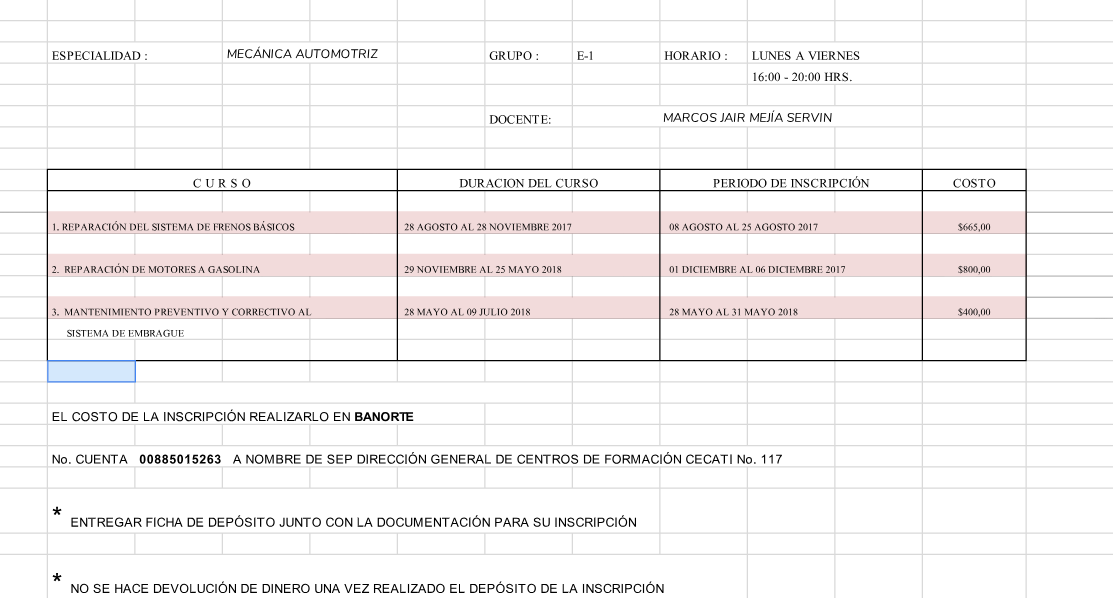 ESPECIALIDAD : MECÁNICA AUTOMOTRIZ GRUPO : E-1 HORARIO : LUNES A VIERNES
16:00 - 20:00 HRS.
DOCENTE: MARCOS JAIR MEJÍA SERVIN
C U R S O DURACION DEL CURSO PERIODO DE INSCRIPCIÓN COSTO
1. REPARACIÓN DEL SISTEMA DE FRENOS BÁSICOS 28 AGOSTO AL 28 NOVIEMBRE 2017 08 AGOSTO AL 25 AGOSTO 2017 $665,00
2. REPARACIÓN DE MOTORES A GASOLINA 29 NOVIEMBRE AL 25 MAYO 2018 01 DICIEMBRE AL 06 DICIEMBRE 2017 $800,00
3. MANTENIMIENTO PREVENTIVO Y CORRECTIVO AL 28 MAYO AL 09 JULIO 2018 28 MAYO AL 31 MAYO 2018 $400,00
SISTEMA DE EMBRAGUE
EL COSTO DE LA INSCRIPCIÓN REALIZARLO EN BANORTE
No. CUENTA 00885015263 A NOMBRE DE SEP DIRECCIÓN GENERAL DE CENTROS DE FORMACIÓN CECATI No. 117
* ENTREGAR FICHA DE DEPÓSITO JUNTO CON LA DOCUMENTACIÓN PARA SU INSCRIPCIÓN
* NO SE HACE DEVOLUCIÓN DE DINERO UNA VEZ REALIZADO EL DEPÓSITO DE LA INSCRIPCIÓN